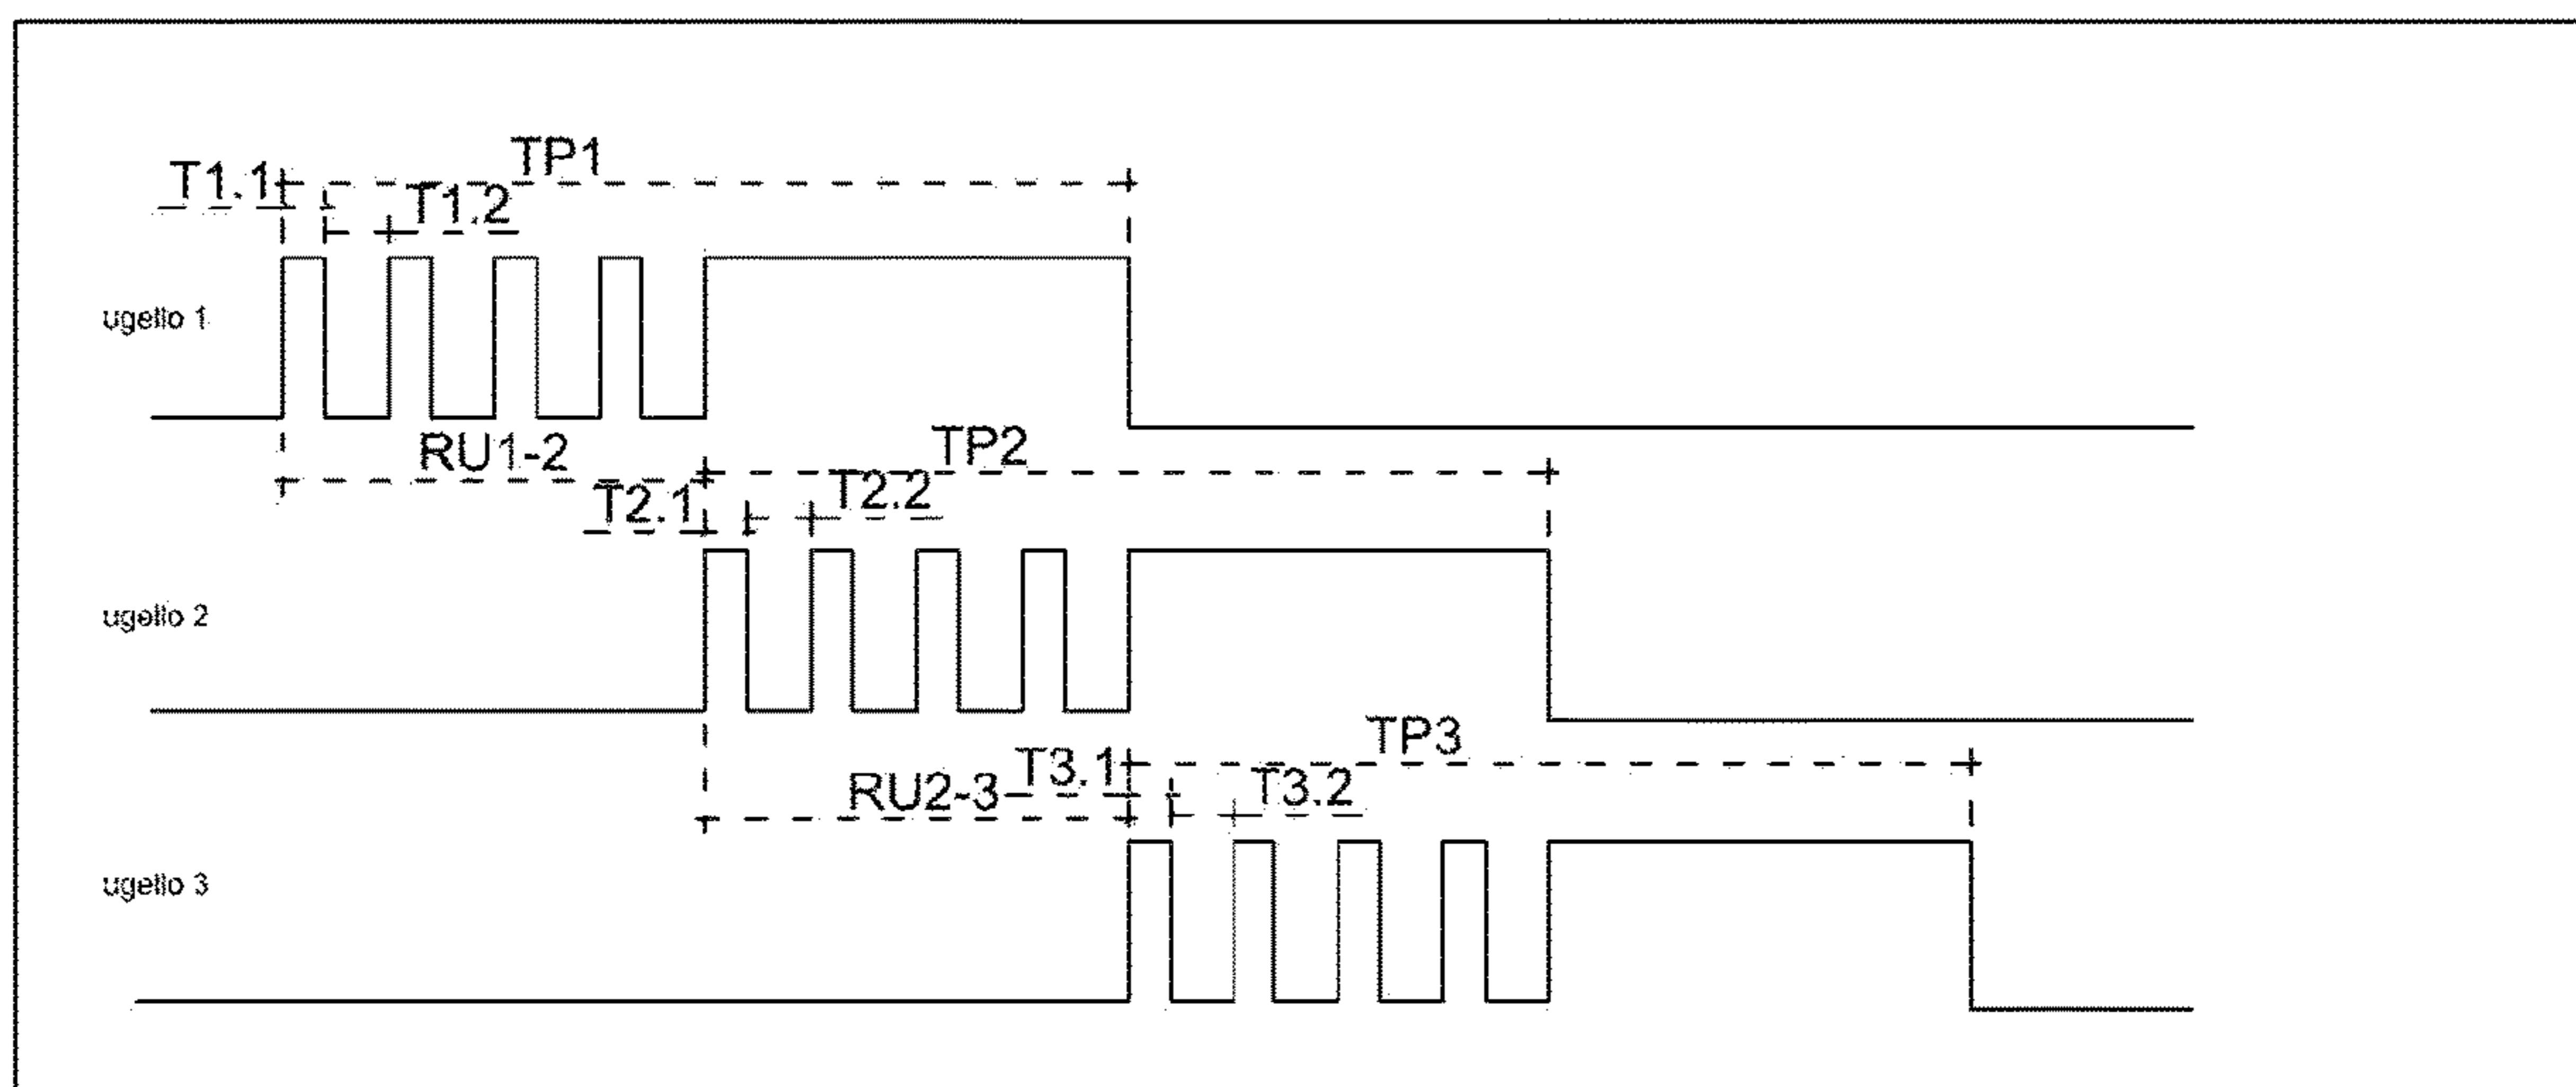 TP1
T1.1
T1.2
ugello 1
RU1-2
TP2
T2.1
T2.2
ugello 2
TP3
T3.1
RU2-3
T3.2
ugello 3